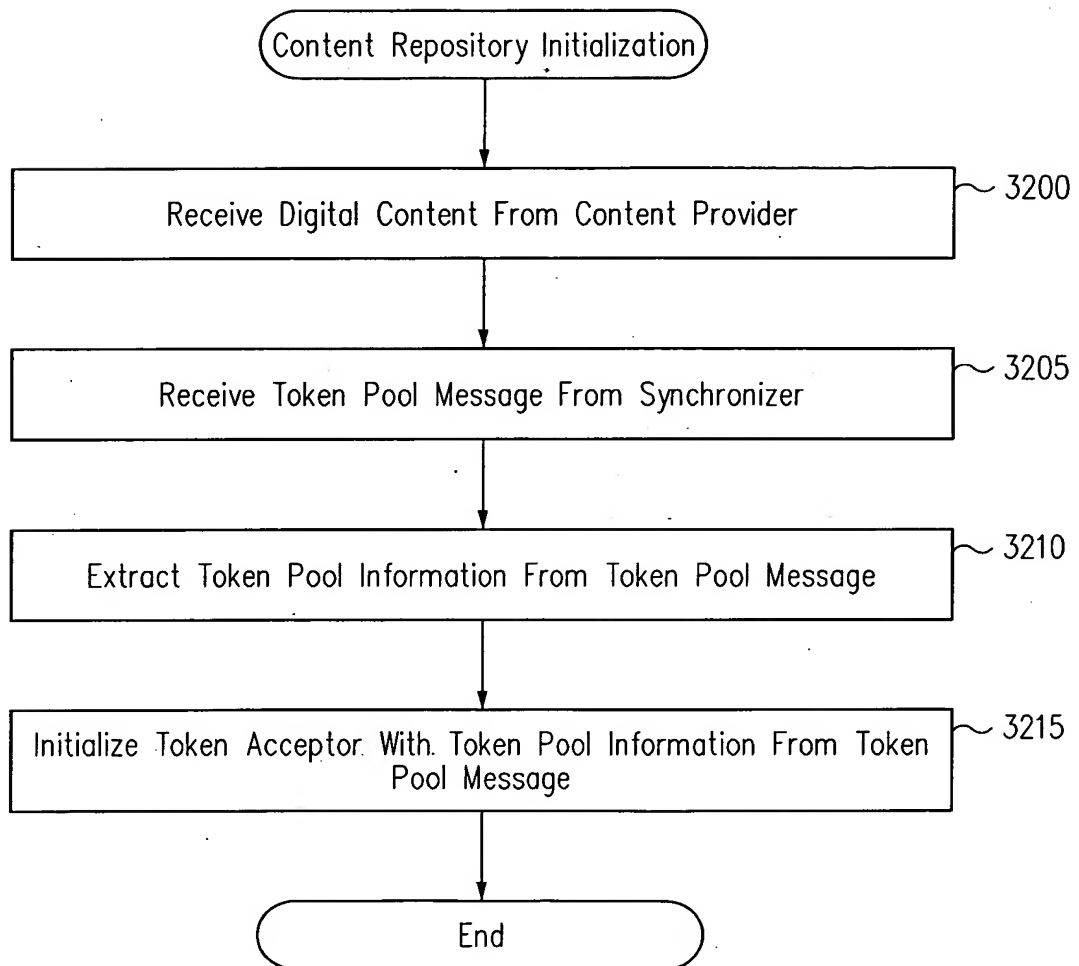 Content Repository Initialization
Receive Digital Content From Content Provider
3200
Receive Token Pool Message From Synchronizer
3205
Extract Token Pool Information From Token Pool Message
3210
Initialize Token Acceptor With Token Pool Information From Token
Pool Message
3215
End